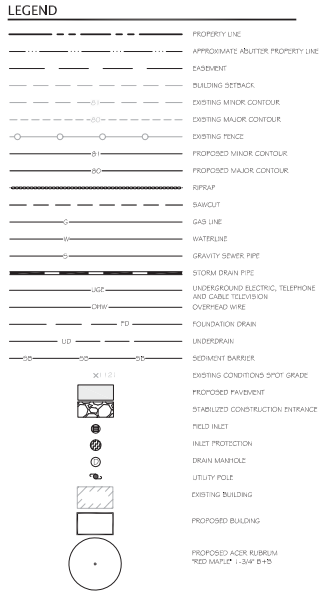 LEGEND
PROPERTY LINE
APPROXIMATE ABUTTER PROPERTY LINE
EASEMENT
BUILDING SETBACK
81 EXISTING MINOR CONTOUR
80 EXISTING MAJOR CONTOUR
EXISTING FENCE
81 PROPOSED MINOR CONTOUR
80 PROPOSED MAJOR CONTOUR
RIPRAP
SAWCUT
G GAS LINE
W WATERLINE
S GRAVITY SEWER PIPE
STORM DRAIN PIPE
UGE UNDERGROUND ELECTRIC, TELEPHONE
AND CABLE TELEVISION
OHW OVERHEAD WIRE
FD FOUNDATION DRAIN
UD UNDERDRAIN
SB SB SB SEDIMENT BARRIER
EXISTING CONDITIONS SPOT GRADE
PROPOSED PAVEMENT
STABILIZED CONSTRUCTION ENTRANCE
FIELD INLET
INLET PROTECTION
D DRAIN MANHOLE
UTILITY POLE
EXISTING BUILDING
PROPOSED BUILDING
PROPOSED ACER RUBRUM
"RED MAPLE" 1-3/4" B+B